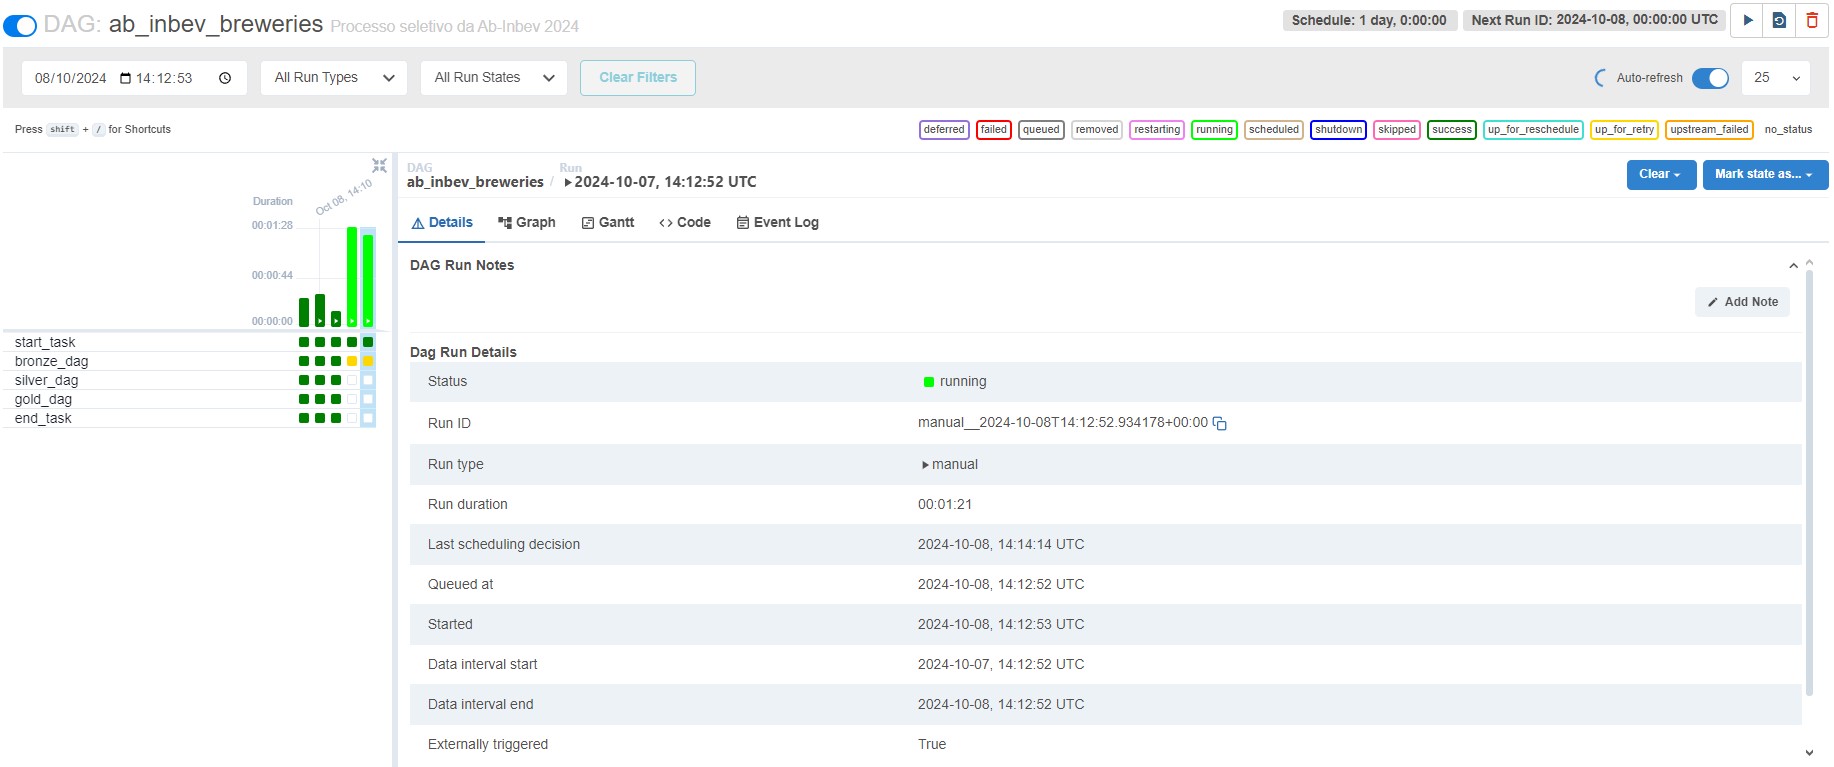 DAG: ab_inbev_breweries Processo seletivo da Ab-Inbev 2024
Schedule: 1 day, 0:00:00 Next Run ID: 2024-10-08, 00:00:00 UTC
08/10/2024 14:12:53 All Run Types All Run States Clear Filters Auto-refresh 25
Press shift + / for Shortcuts
deferred failed queued removed restarting running scheduled shutdown skipped success up_for_reschedule up_for_retry upstream_failed no_status
Oct 08, 14:10
Duration
00:01:28
00:00:44
00:00:00
start_task
bronze_dag
silver_dag
gold_dag
end_task
DAG Run
ab_inbev_breweries / 2024-10-07, 14:12:52 UTC
Clear Mark state as...
Details Graph Gantt Code Event Log
DAG Run Notes
Add Note
Dag Run Details
Status running
Run ID manual__2024-10-08T14:12:52.934178+00:00
Run type manual
Run duration 00:01:21
Last scheduling decision 2024-10-08, 14:14:14 UTC
Queued at 2024-10-08, 14:12:52 UTC
Started 2024-10-08, 14:12:53 UTC
Data interval start 2024-10-07, 14:12:52 UTC
Data interval end 2024-10-08, 14:12:52 UTC
Externally triggered True